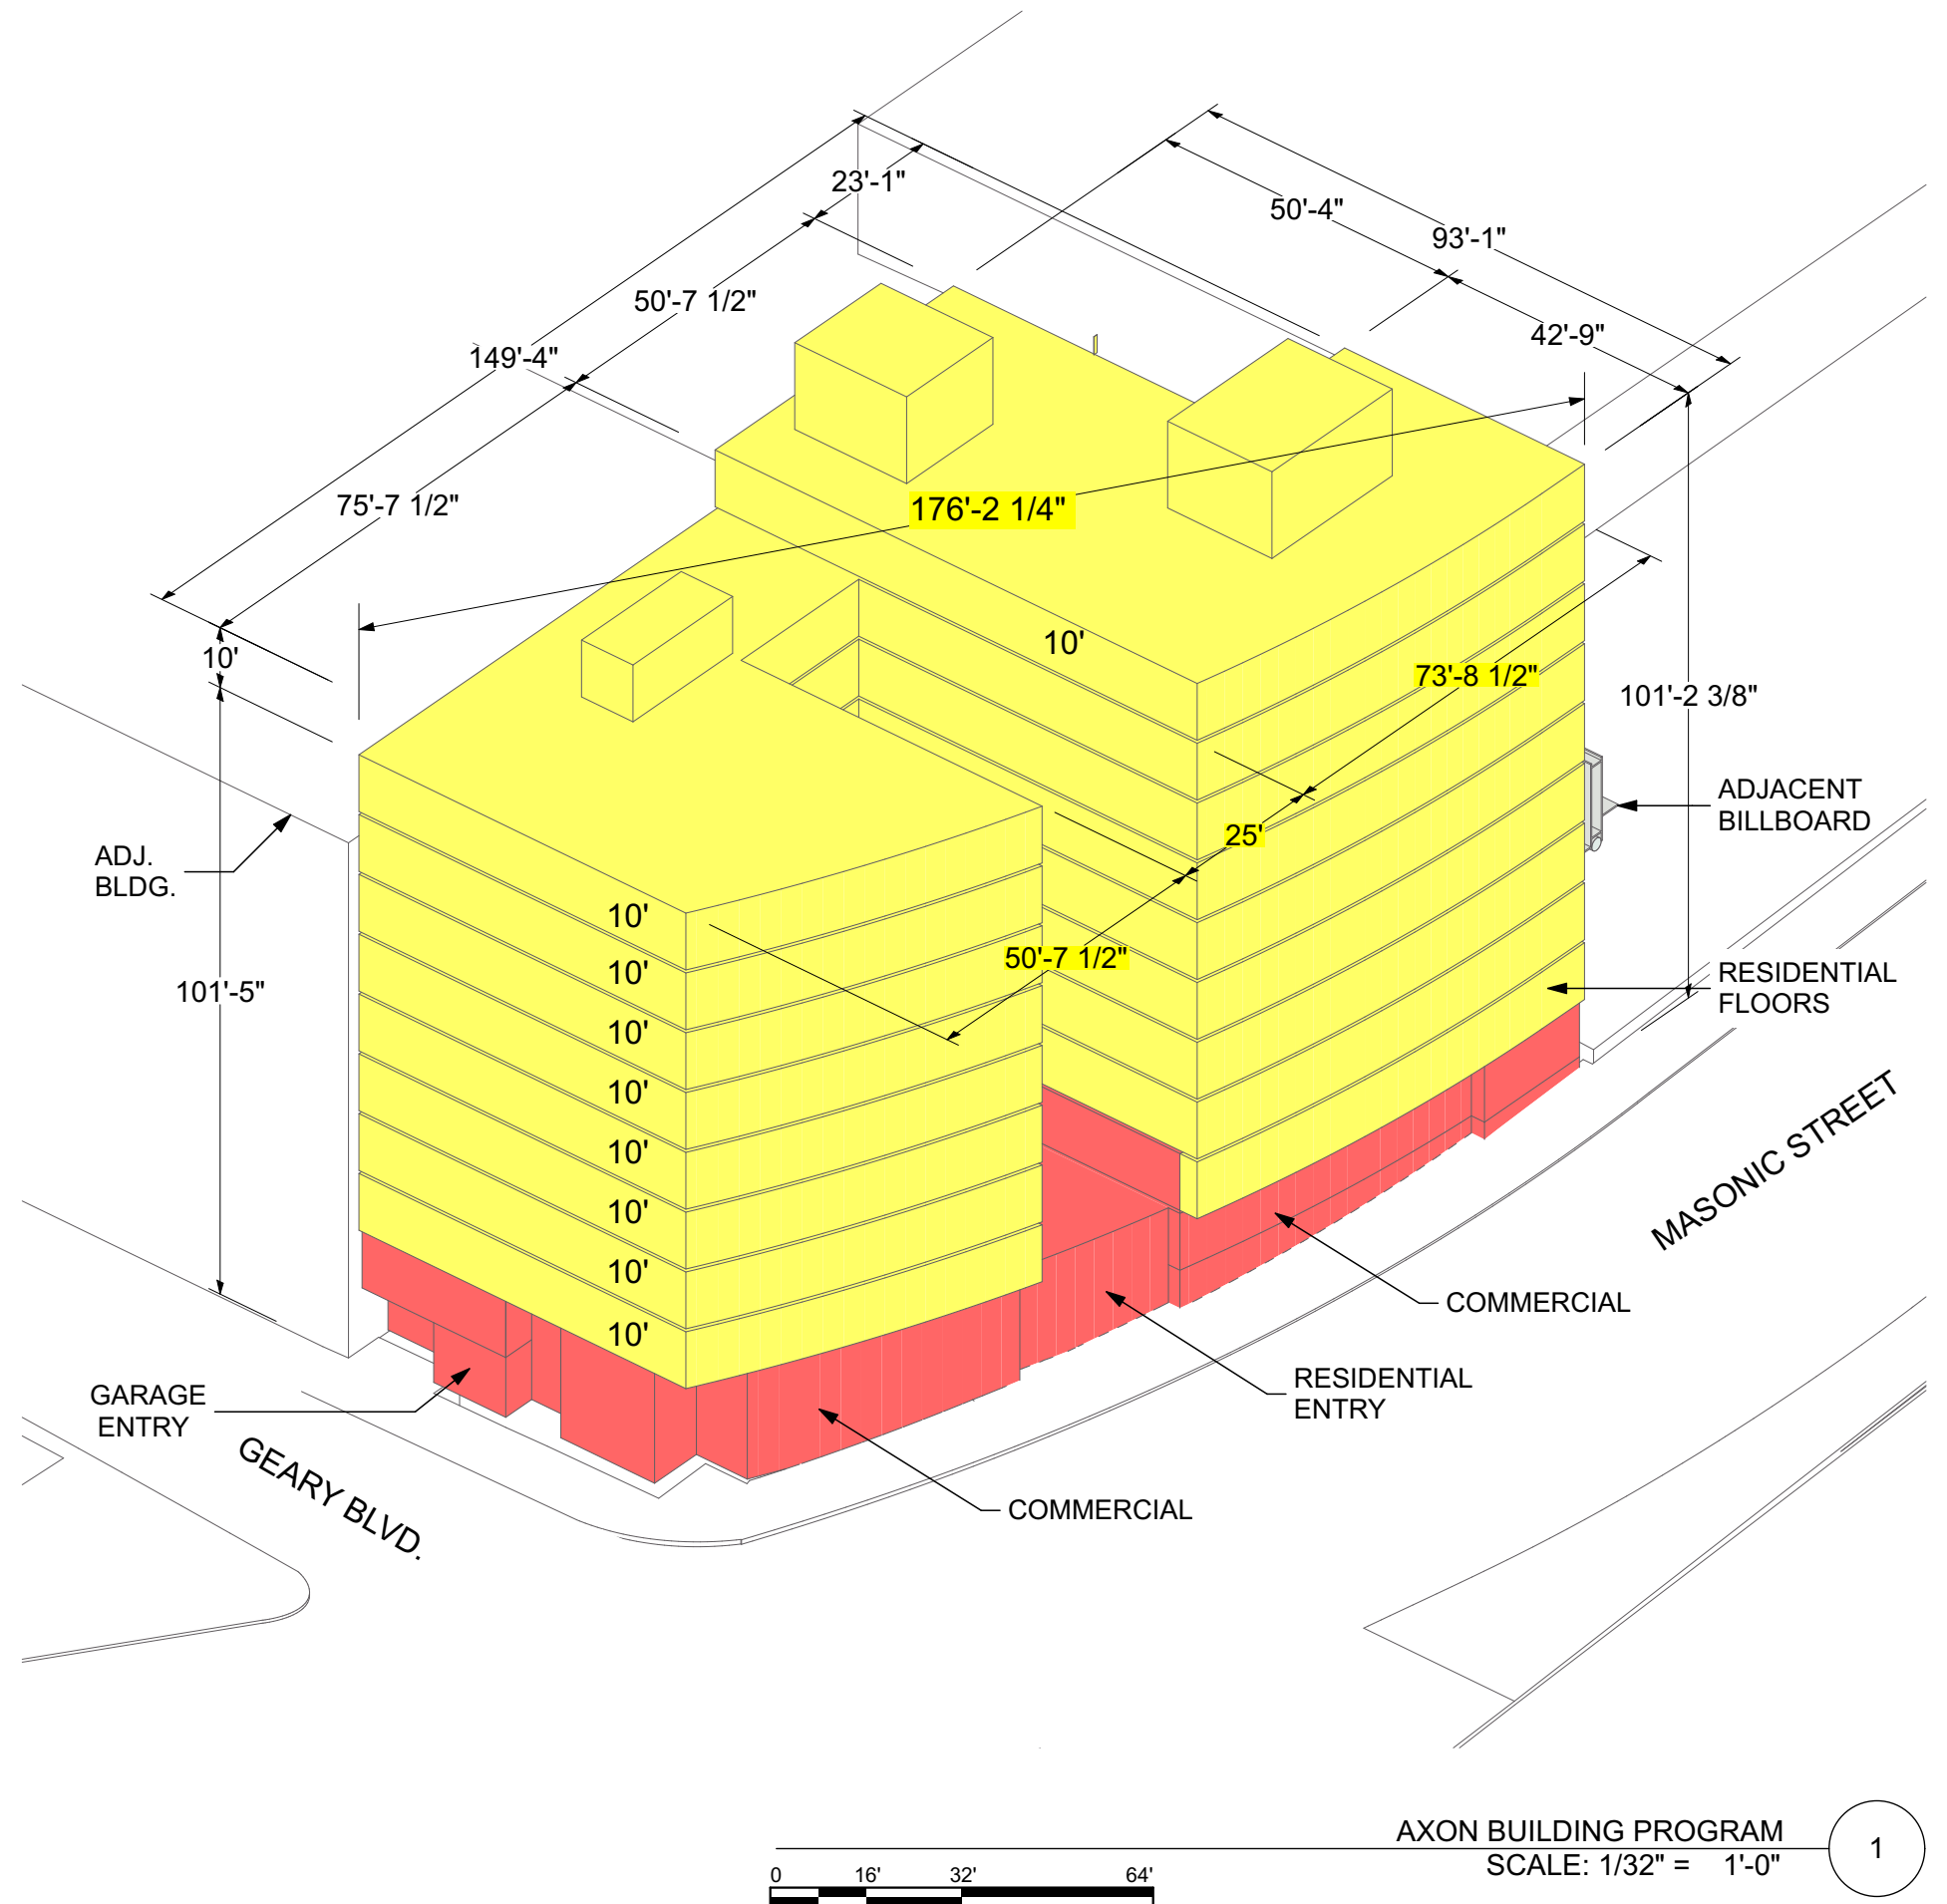 23'-1"
50'-4"
93'-1"
50'-7 1/2"
42'-9"
149'-4"
75'-7 1/2"
176'-2 1/4"
10'
10'
73'-8 1/2"
101'-2 3/8"
ADJACENT
BILLBOARD
25'
ADJ.
BLDG.
10'
50'-7 1/2"
10'
RESIDENTIAL
FLOORS
101'-5"
10'
10'
10'
10'
10'
10'
MASONIC STREET
COMMERCIAL
RESIDENTIAL
ENTRY
GARAGE
ENTRY
GEARY BLVD.
COMMERCIAL
AXON BUILDING PROGRAM
SCALE: 1/32" = 1'-0"
1
0 16' 32' 64'